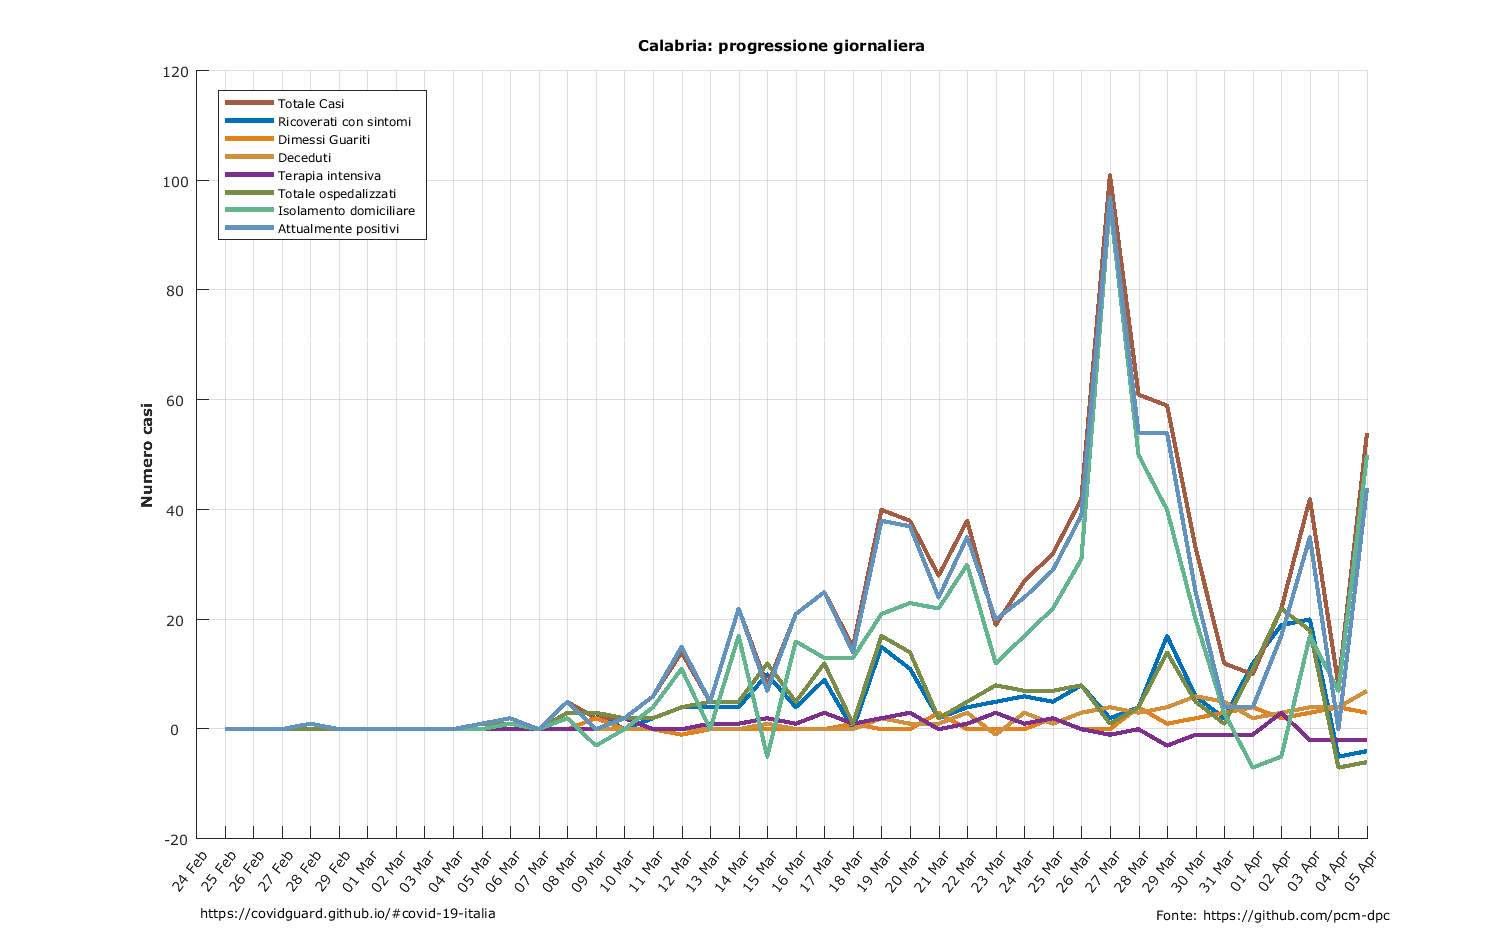 Calabria: progressione giornaliera
Numero casi
120
100
80
60
40
20
0
-20
Totale Casi
Ricoverati con sintomi
Dimessi Guariti
Deceduti
Terapia intensiva
Totale ospedalizzati
Isolamento domiciliare
Attualmente positivi
24 Feb
25 Feb
26 Feb
27 Feb
28 Feb
29 Feb
01 Mar
02 Mar
03 Mar
04 Mar
05 Mar
06 Mar
07 Mar
08 Mar
09 Mar
10 Mar
11 Mar
12 Mar
13 Mar
14 Mar
15 Mar
16 Mar
17 Mar
18 Mar
19 Mar
20 Mar
21 Mar
22 Mar
23 Mar
24 Mar
25 Mar
26 Mar
27 Mar
28 Mar
29 Mar
30 Mar
31 Mar
01 Apr
02 Apr
03 Apr
04 Apr
05 Apr
https://covidguard.github.io/#covid-19-italia
Fonte: https://github.com/pcm-dpc